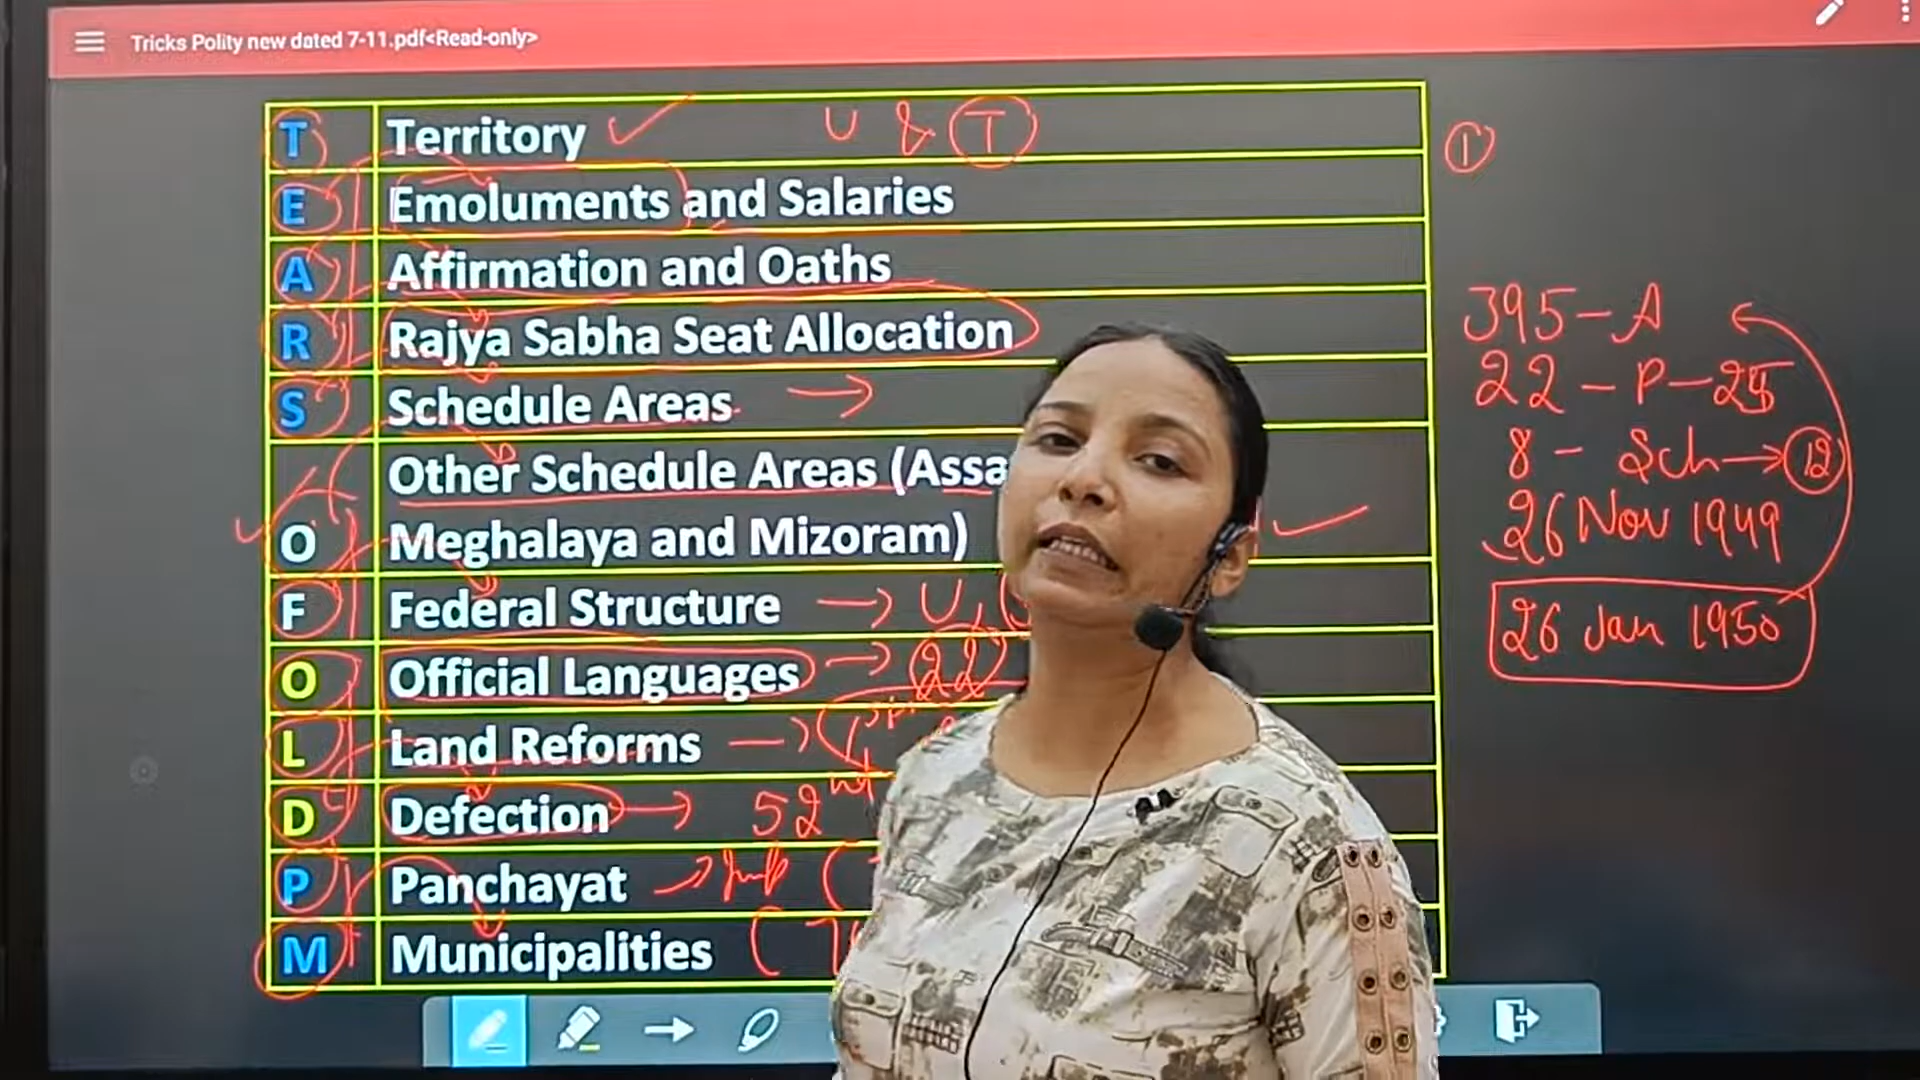 Tricks Polity new dated 7-11.pdf<Read-only>
T Territory U & T
E Emoluments and Salaries
A Affirmation and Oaths
R Rajya Sabha Seat Allocation
S Schedule Areas →
Other Schedule Areas (Assa
O Meghalaya and Mizoram)
F Federal Structure → U,
O Official Languages → 22
L Land Reforms →
D Defection → 52nd
P Panchayat →
M Municipalities (7
1
395 - A
22 - P - 25
8 - Sch → 12
26 Nov 1949
26 Jan 1950